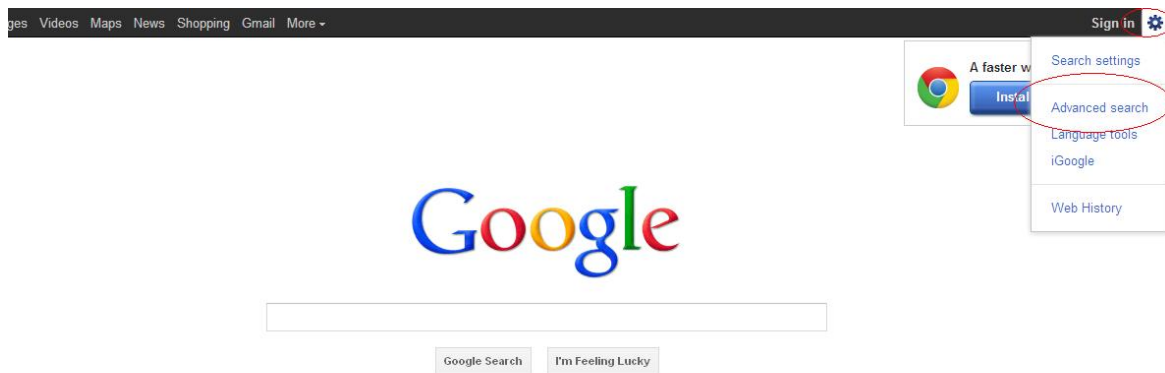 ges Videos Maps News Shopping Gmail More
Sign in
A faster w
Instal
Search settings
Advanced search
Language tools
iGoogle
Web History
Google
Google Search I'm Feeling Lucky